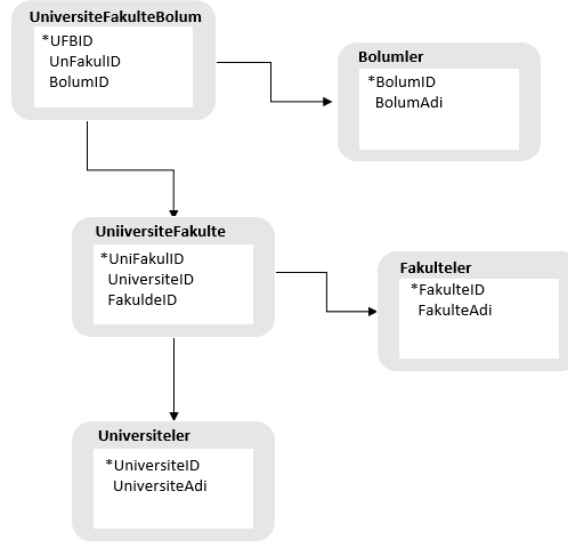 UniversiteFakulteBolum
*UFBID
UnFakulID
BolumID
Bolumler
*BolumID
BolumAdi
UniiversiteFakulte
*UniFakulID
UniversiteID
FakuldeID
Fakulteler
*FakulteID
FakulteAdi
Universiteler
*UniversiteID
UniversiteAdi